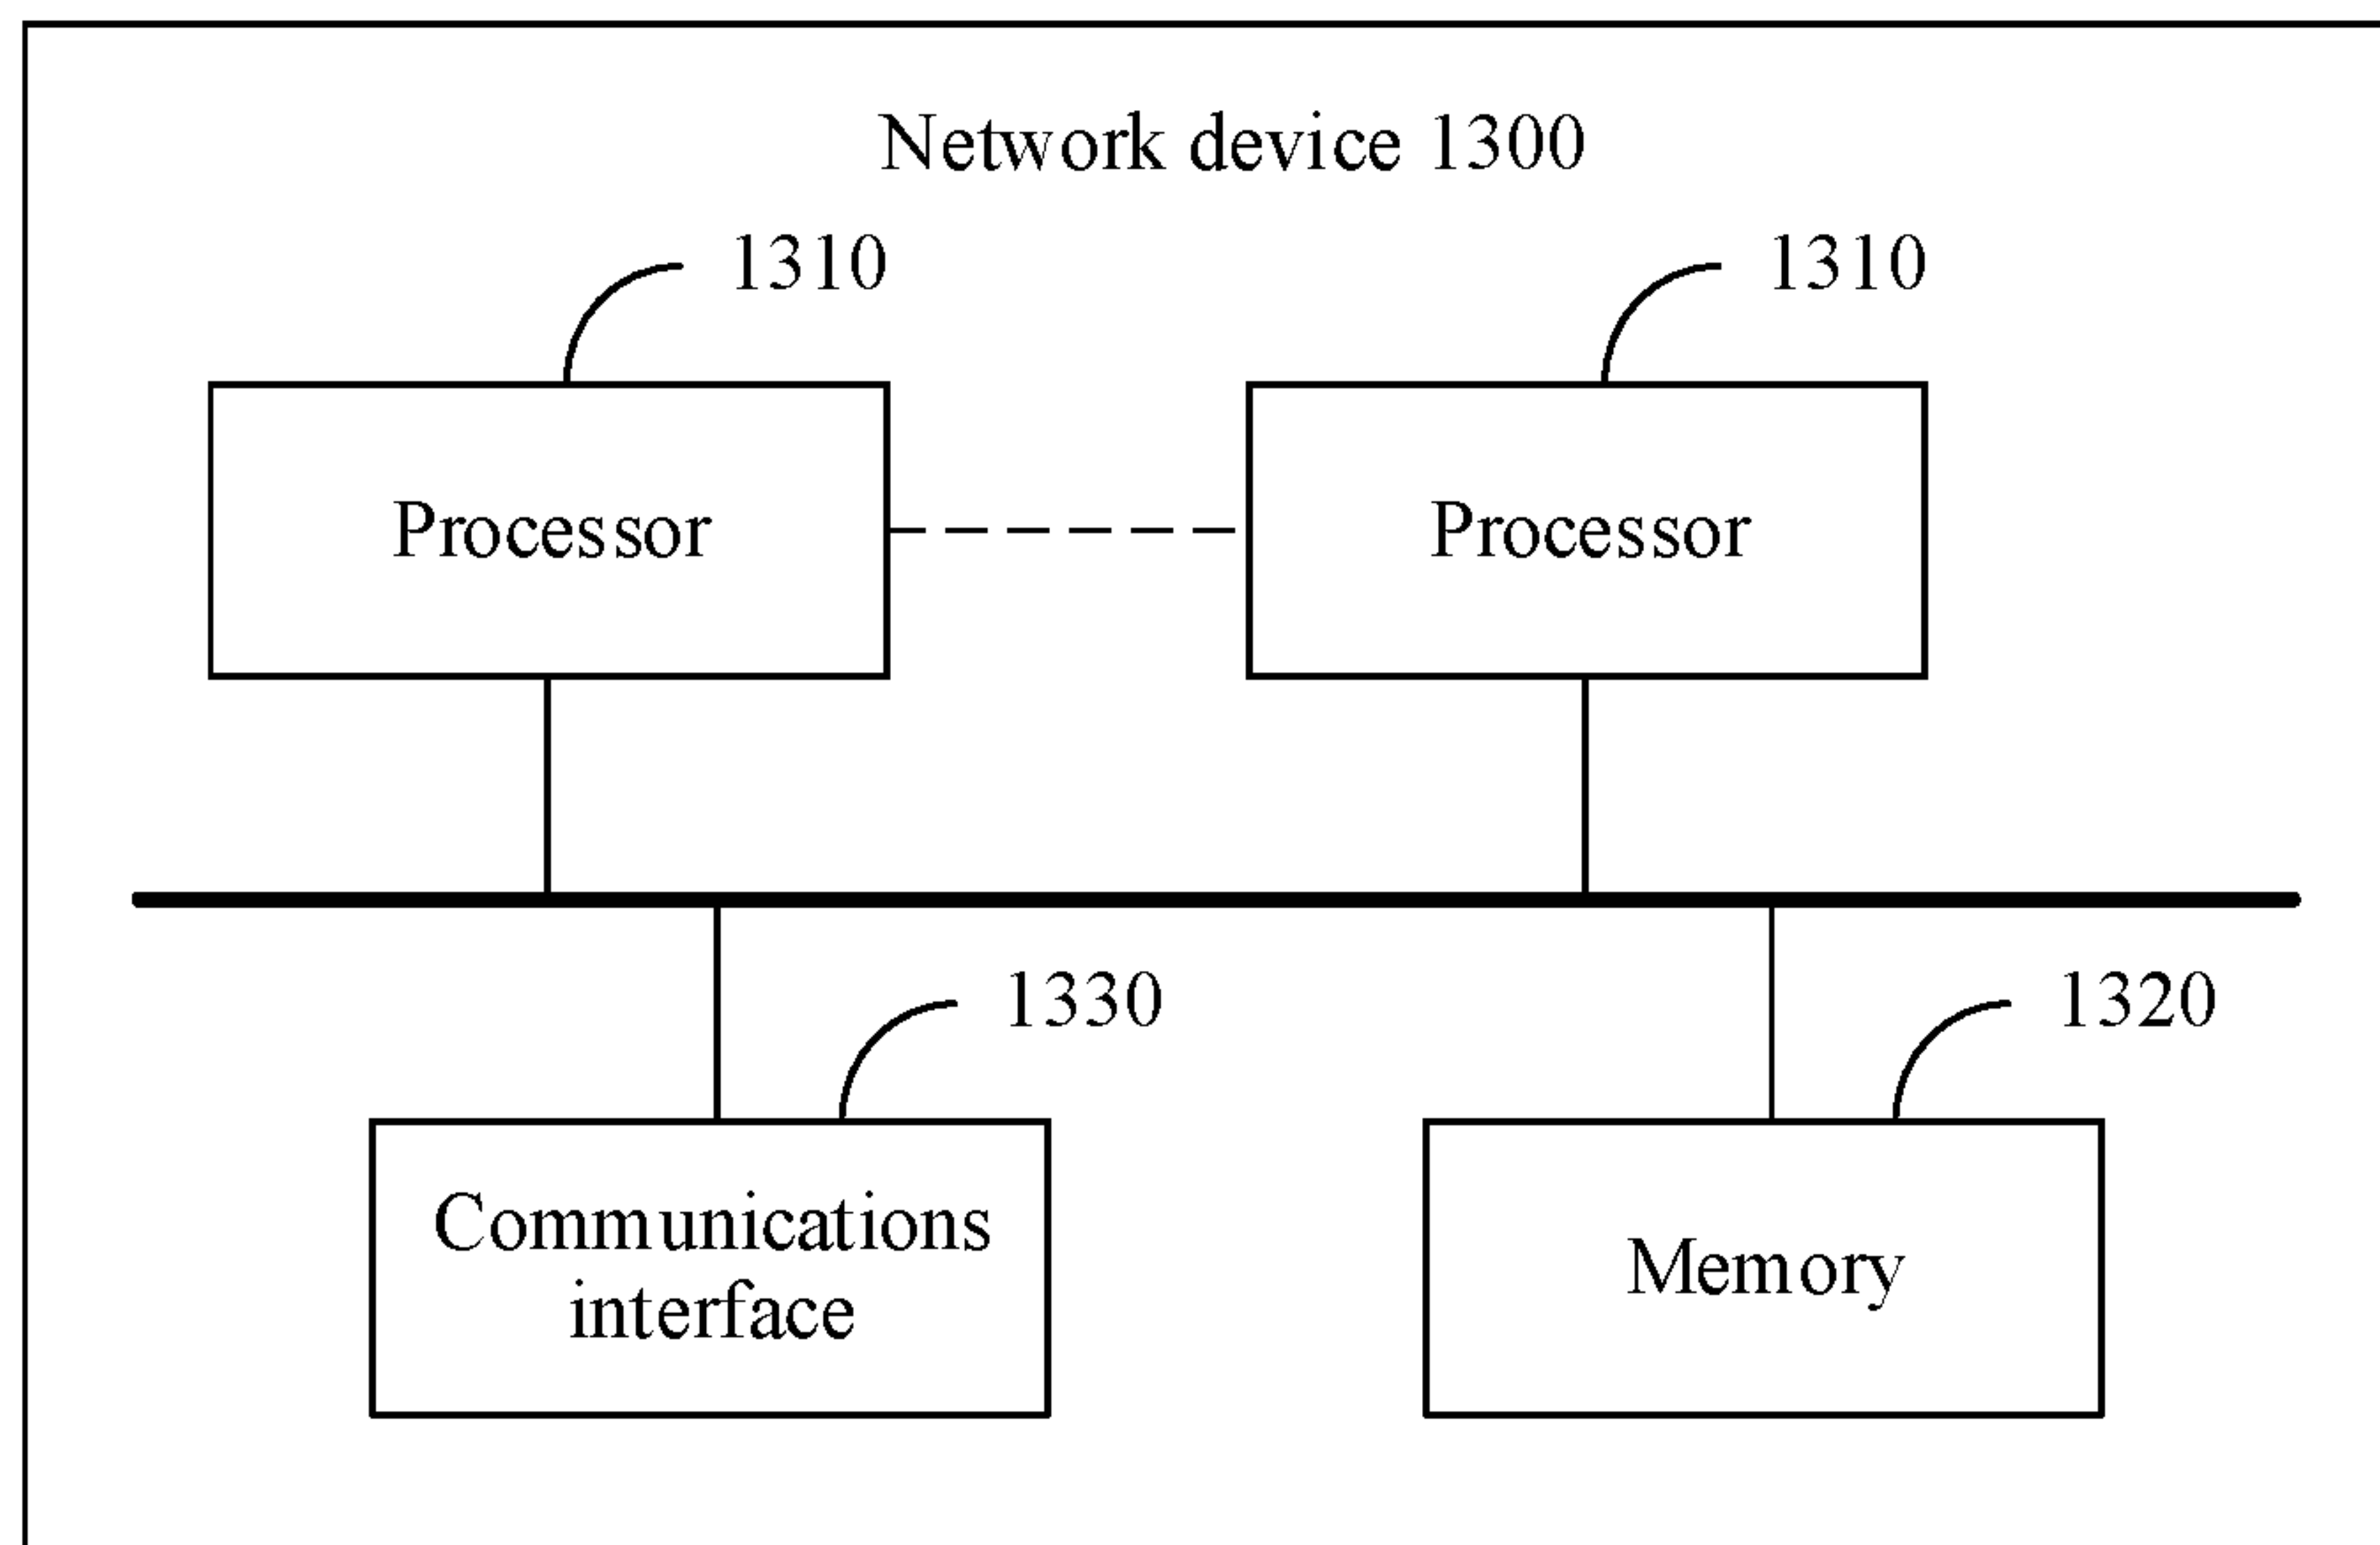 Network device 1300
1310
1310
Processor
Processor
1330
1320
Communications
interface
Memory